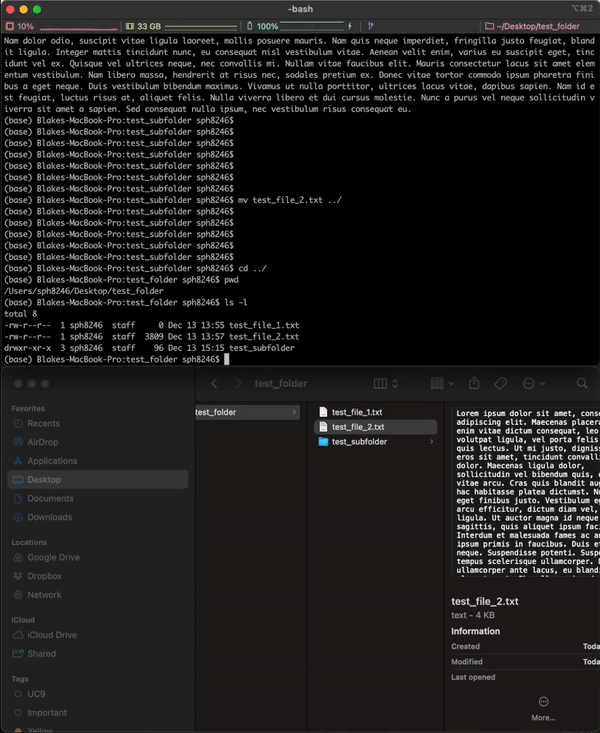 -bash
⌥⌘2
10%
33 GB
100%
~/Desktop/test_folder
Nam dolor odio, suscipit vitae ligula laoreet, mollis posuere mauris. Nam quis neque imperdiet, fringilla justo feugiat, bland
it ligula. Integer mattis tincidunt nunc, eu consequat nisl vestibulum vitae. Aenean velit enim, varius eu suscipit eget, tinc
idunt vel ex. Quisque vel ultrices neque, nec convallis mi. Nullam vitae faucibus elit. Mauris consectetur lacus sit amet elem
entum vestibulum. Nam libero massa, hendrerit at risus nec, sodales pretium ex. Donec vitae tortor commodo ipsum pharetra fini
bus a eget neque. Duis vestibulum bibendum maximus. Vivamus ut nulla porttitor, ultrices lacus vitae, dapibus sapien. Nam id e
st feugiat, luctus risus at, aliquet felis. Nulla viverra libero et dui cursus molestie. Nunc a purus vel neque sollicitudin v
iverra sit amet a sapien. Sed consequat nulla ipsum, nec vestibulum risus consequat eu.
(base) Blakes-MacBook-Pro:test_subfolder sph8246$
(base) Blakes-MacBook-Pro:test_subfolder sph8246$
(base) Blakes-MacBook-Pro:test_subfolder sph8246$
(base) Blakes-MacBook-Pro:test_subfolder sph8246$
(base) Blakes-MacBook-Pro:test_subfolder sph8246$
(base) Blakes-MacBook-Pro:test_subfolder sph8246$
(base) Blakes-MacBook-Pro:test_subfolder sph8246$
(base) Blakes-MacBook-Pro:test_subfolder sph8246$ mv test_file_2.txt ../
(base) Blakes-MacBook-Pro:test_subfolder sph8246$
(base) Blakes-MacBook-Pro:test_subfolder sph8246$
(base) Blakes-MacBook-Pro:test_subfolder sph8246$
(base) Blakes-MacBook-Pro:test_subfolder sph8246$
(base) Blakes-MacBook-Pro:test_subfolder sph8246$
(base) Blakes-MacBook-Pro:test_subfolder sph8246$ cd ../
(base) Blakes-MacBook-Pro:test_folder sph8246$ pwd
/Users/sph8246/Desktop/test_folder
(base) Blakes-MacBook-Pro:test_folder sph8246$ ls -l
total 8
-rw-r--r-- 1 sph8246 staff 0 Dec 13 13:55 test_file_1.txt
-rw-r--r-- 1 sph8246 staff 3809 Dec 13 13:57 test_file_2.txt
drwxr-xr-x 3 sph8246 staff 96 Dec 13 15:15 test_subfolder
(base) Blakes-MacBook-Pro:test_folder sph8246$
test_folder
Favorites
Recents
AirDrop
Applications
Desktop
Documents
Downloads
Locations
Google Drive
Dropbox
Network
iCloud
iCloud Drive
Shared
Tags
UC9
Important
Yellow
test_folder
test_file_1.txt
test_file_2.txt
test_subfolder
Lorem ipsum dolor sit amet, conse
adipiscing elit. Maecenas placera
enim vitae dictum consequat, leo
volutpat ligula, vel porta felis
quis lectus. Ut mi justo, digniss
eros sit amet, tincidunt convalli
dolor. Maecenas ligula dolor,
sollicitudin vel bibendum quis,
vitae arcu. Cras quis blandit aug
hac habitasse platea dictumst. Nu
eget finibus justo. Vestibulum eg
arcu efficitur, dictum diam vel,
ligula. Ut auctor magna id neque
sagittis, quis aliquet ipsum faci
Interdum et malesuada fames ac an
ipsum primis in faucibus. Duis et
neque. Suspendisse potenti. Suspe
tempus scelerisque ullamcorper.
ullamcorper ante lacus, eu blandi
test_file_2.txt
text - 4 KB
Information
Created Toda
Modified Toda
Last opened
More...